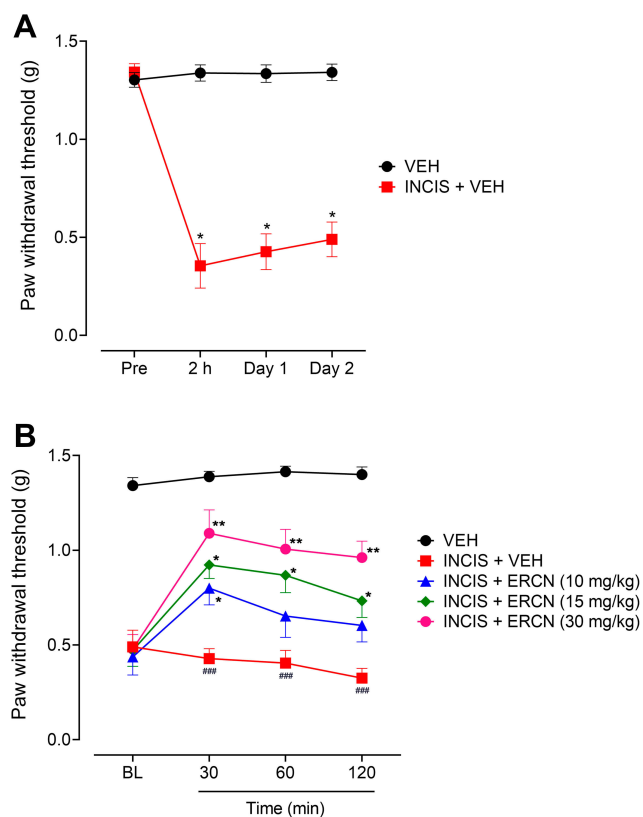 A
Paw withdrawal threshold (g)
1.5
1.0
0.5
0.0
* * *
Pre 2 h Day 1 Day 2
VEH
INCIS + VEH
B
Paw withdrawal threshold (g)
1.5
1.0
0.5
0.0
** ** **
* * *
*
### ### ###
BL 30 60 120
Time (min)
VEH
INCIS + VEH
INCIS + ERCN (10 mg/kg)
INCIS + ERCN (15 mg/kg)
INCIS + ERCN (30 mg/kg)